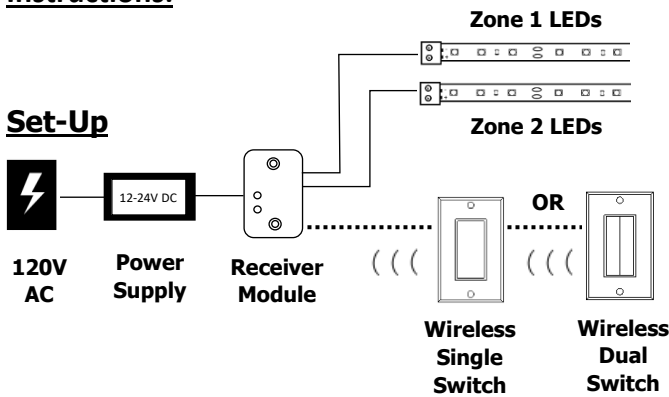 Zone 1 LEDs
Zone 2 LEDs
Set-Up
12-24V DC
120V
AC
Power
Supply
Receiver
Module
OR
Wireless
Single
Switch
Wireless
Dual
Switch